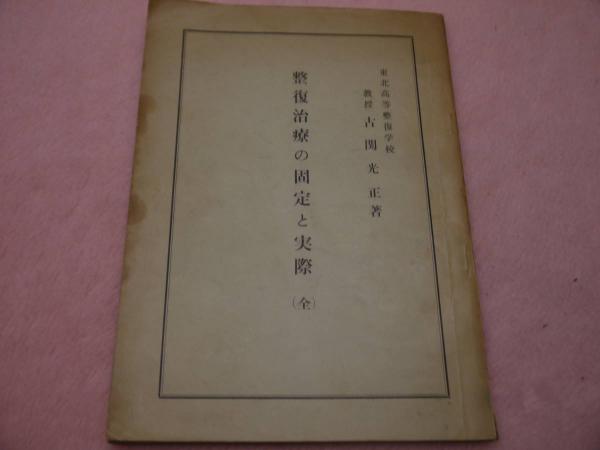 東北高等整復学校
教授 古関光正著
整復治療の固定と実際(全)